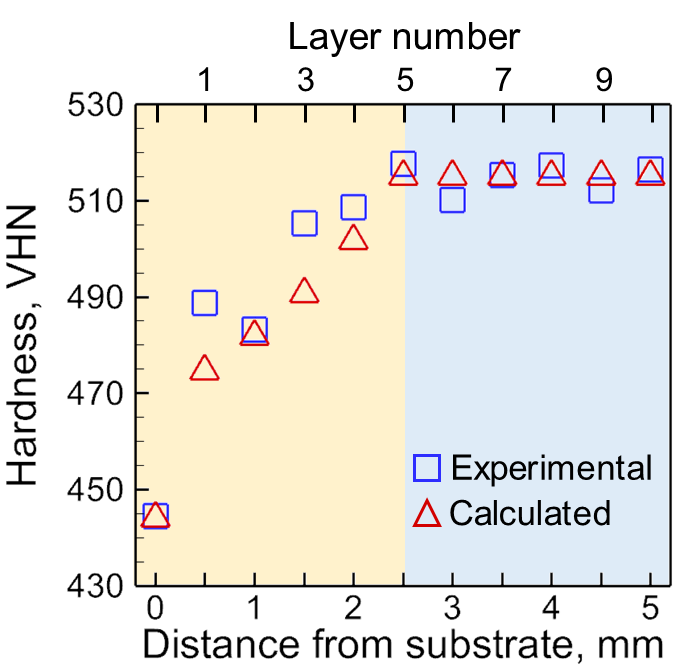 Layer number
1 3 5 7 9
530
510
490
470
450
430
Hardness, VHN
Experimental
Calculated
0 1 2 3 4 5
Distance from substrate, mm